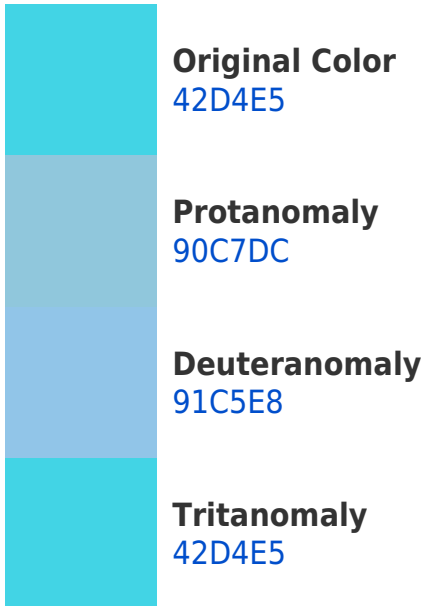 Original Color
42D4E5
Protanomaly
90C7DC
Deuteranomaly
91C5E8
Tritanomaly
42D4E5